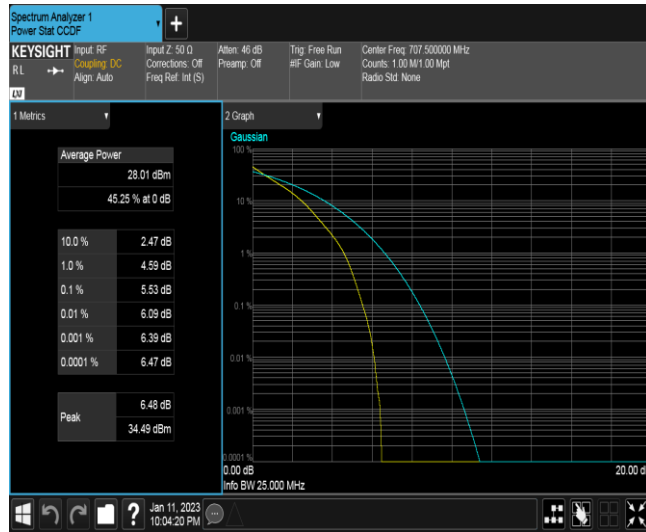 Spectrum Analyzer 1
Power Stat CCDF
+
KEYSIGHT
RL
LXI
Input: RF
Coupling: DC
Align: Auto
Input Z: 50 Ω
Corrections: Off
Freq Ref: Int (S)
Atten: 46 dB
Preamp: Off
Trig: Free Run
#IF Gain: Low
Center Freq: 707.500000 MHz
Counts: 1.00 M/1.00 Mpt
Radio Std: None
1 Metrics
Average Power
28.01 dBm
45.25 % at 0 dB
10.0 % 2.47 dB
1.0 % 4.59 dB
0.1 % 5.53 dB
0.01 % 6.09 dB
0.001 % 6.39 dB
0.0001 % 6.47 dB
Peak
6.48 dB
34.49 dBm
2 Graph
Gaussian
100 %
10 %
1 %
0.1 %
0.01 %
0.001 %
0.0001 %
0.00 dB
20.00 d
Info BW 25.000 MHz
?
Jan 11, 2023
10:04:20 PM